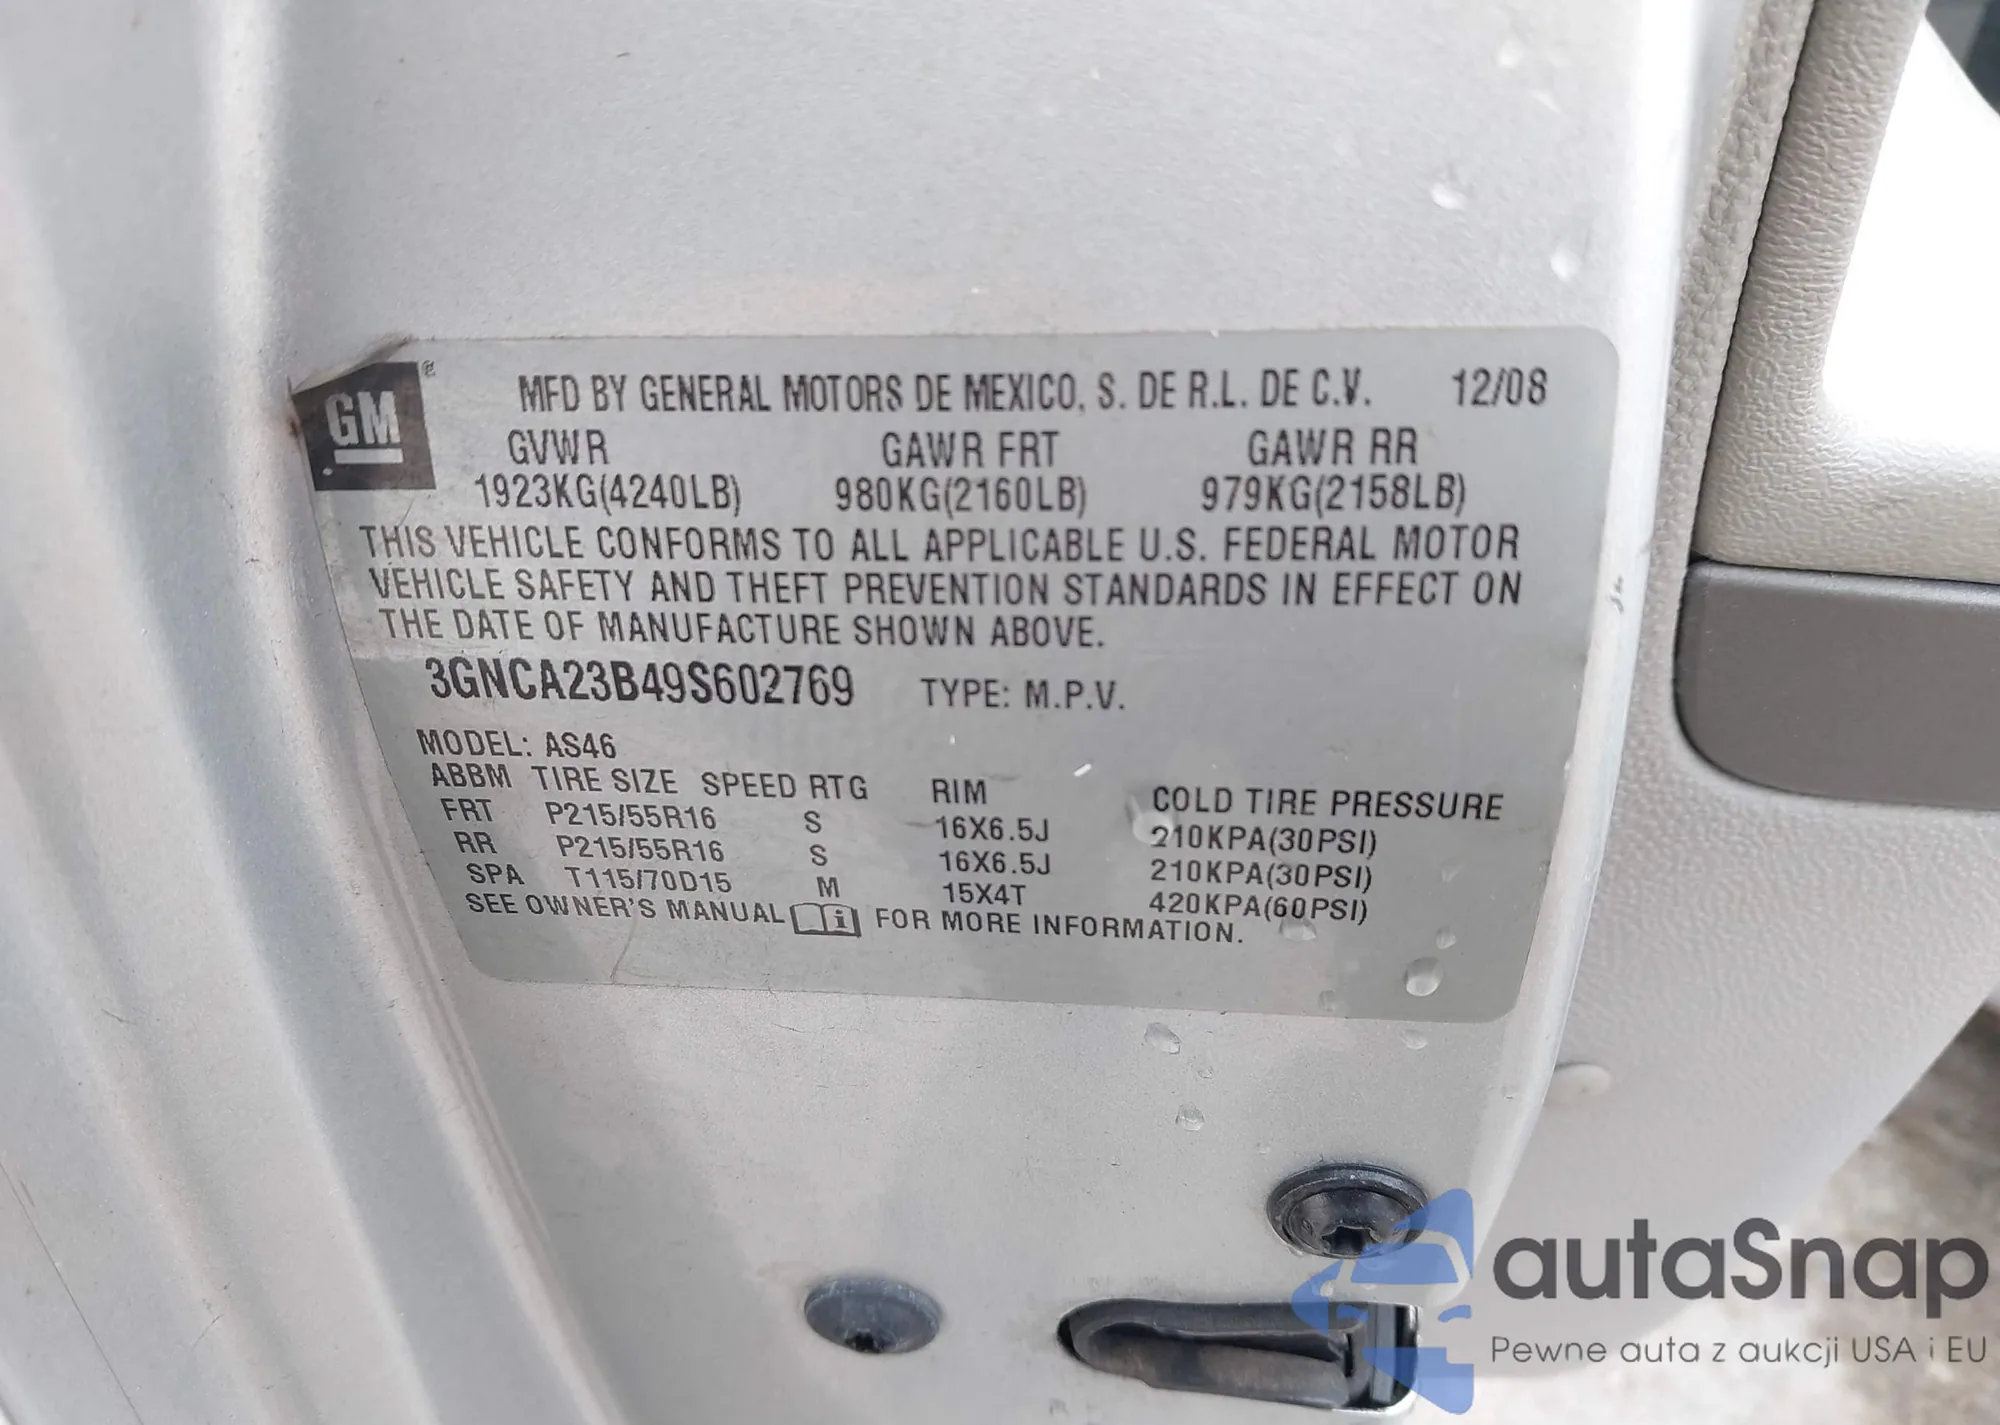 GM®
MFD BY GENERAL MOTORS DE MEXICO, S. DE R.L. DE C.V. 12/08
GVWR GAWR FRT GAWR RR
1923KG(4240LB) 980KG(2160LB) 979KG(2158LB)
THIS VEHICLE CONFORMS TO ALL APPLICABLE U.S. FEDERAL MOTOR
VEHICLE SAFETY AND THEFT PREVENTION STANDARDS IN EFFECT ON
THE DATE OF MANUFACTURE SHOWN ABOVE.
3GNCA23B49S602769 TYPE: M.P.V.
MODEL: AS46
ABBM TIRE SIZE SPEED RTG RIM COLD TIRE PRESSURE
FRT P215/55R16 S 16X6.5J 210KPA(30PSI)
RR P215/55R16 S 16X6.5J 210KPA(30PSI)
SPA T115/70D15 M 15X4T 420KPA(60PSI)
SEE OWNER'S MANUAL i FOR MORE INFORMATION.
autaSnap
Pewne auta z aukcji USA i EU